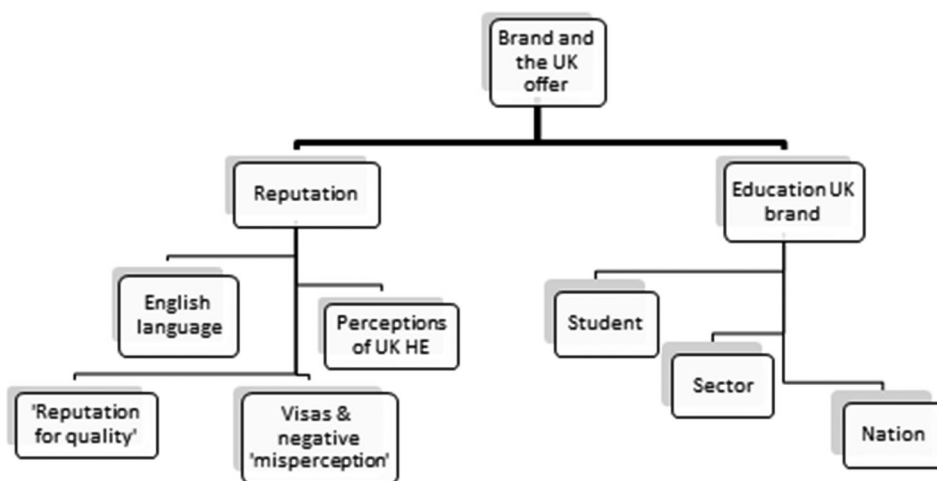 Brand and
the UK
offer
Reputation
Education UK
brand
English
language
Perceptions
of UK HE
Student
Sector
'Reputation
for quality'
Visas &
negative
'misperception'
Nation